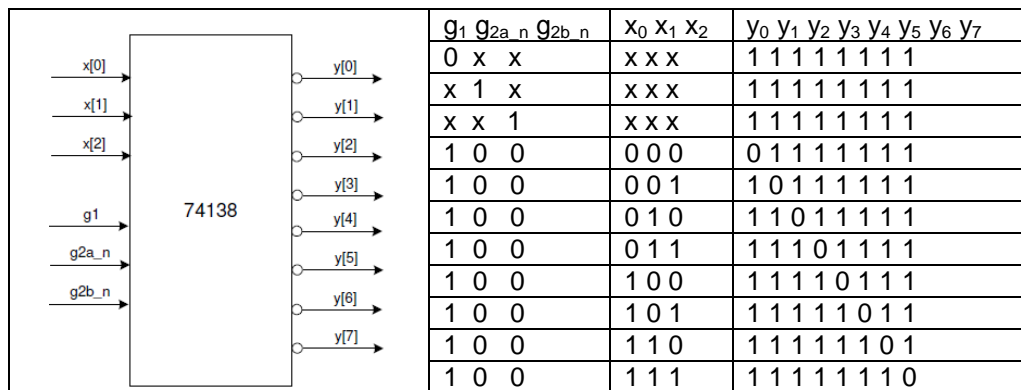 x[0]
x[1]
x[2]
g1
g2a_n
g2b_n
74138
y[0]
y[1]
y[2]
y[3]
y[4]
y[5]
y[6]
y[7]
g1 g2a_n g2b_n x0 x1 x2 y0 y1 y2 y3 y4 y5 y6 y7
0 x x x x x 1 1 1 1 1 1 1 1
x 1 x x x x 1 1 1 1 1 1 1 1
x x 1 x x x 1 1 1 1 1 1 1 1
1 0 0 0 0 0 0 1 1 1 1 1 1 1
1 0 0 0 0 1 1 0 1 1 1 1 1 1
1 0 0 0 1 0 1 1 0 1 1 1 1 1
1 0 0 0 1 1 1 1 1 0 1 1 1 1
1 0 0 1 0 0 1 1 1 1 0 1 1 1
1 0 0 1 0 1 1 1 1 1 1 0 1 1
1 0 0 1 1 0 1 1 1 1 1 1 0 1
1 0 0 1 1 1 1 1 1 1 1 1 1 0